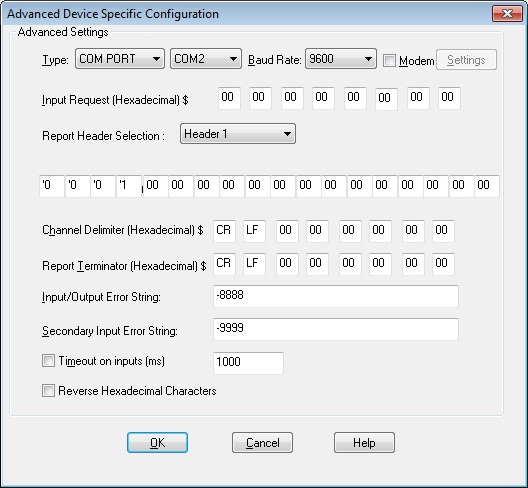 Advanced Device Specific Configuration
Advanced Settings
Type: COM PORT COM2 Baud Rate: 9600 Modem Settings
Input Request (Hexadecimal) $ 00 00 00 00 00 00 00 00
Report Header Selection : Header 1
'0 '0 '0 '1 00 00 00 00 00 00 00 00 00 00 00 00 00 00
Channel Delimiter (Hexadecimal) $ CR LF 00 00 00 00 00 00
Report Terminator (Hexadecimal) $ CR LF 00 00 00 00 00 00
Input/Output Error String: -8888
Secondary Input Error String: -9999
Timeout on inputs (ms) 1000
Reverse Hexadecimal Characters
OK Cancel Help